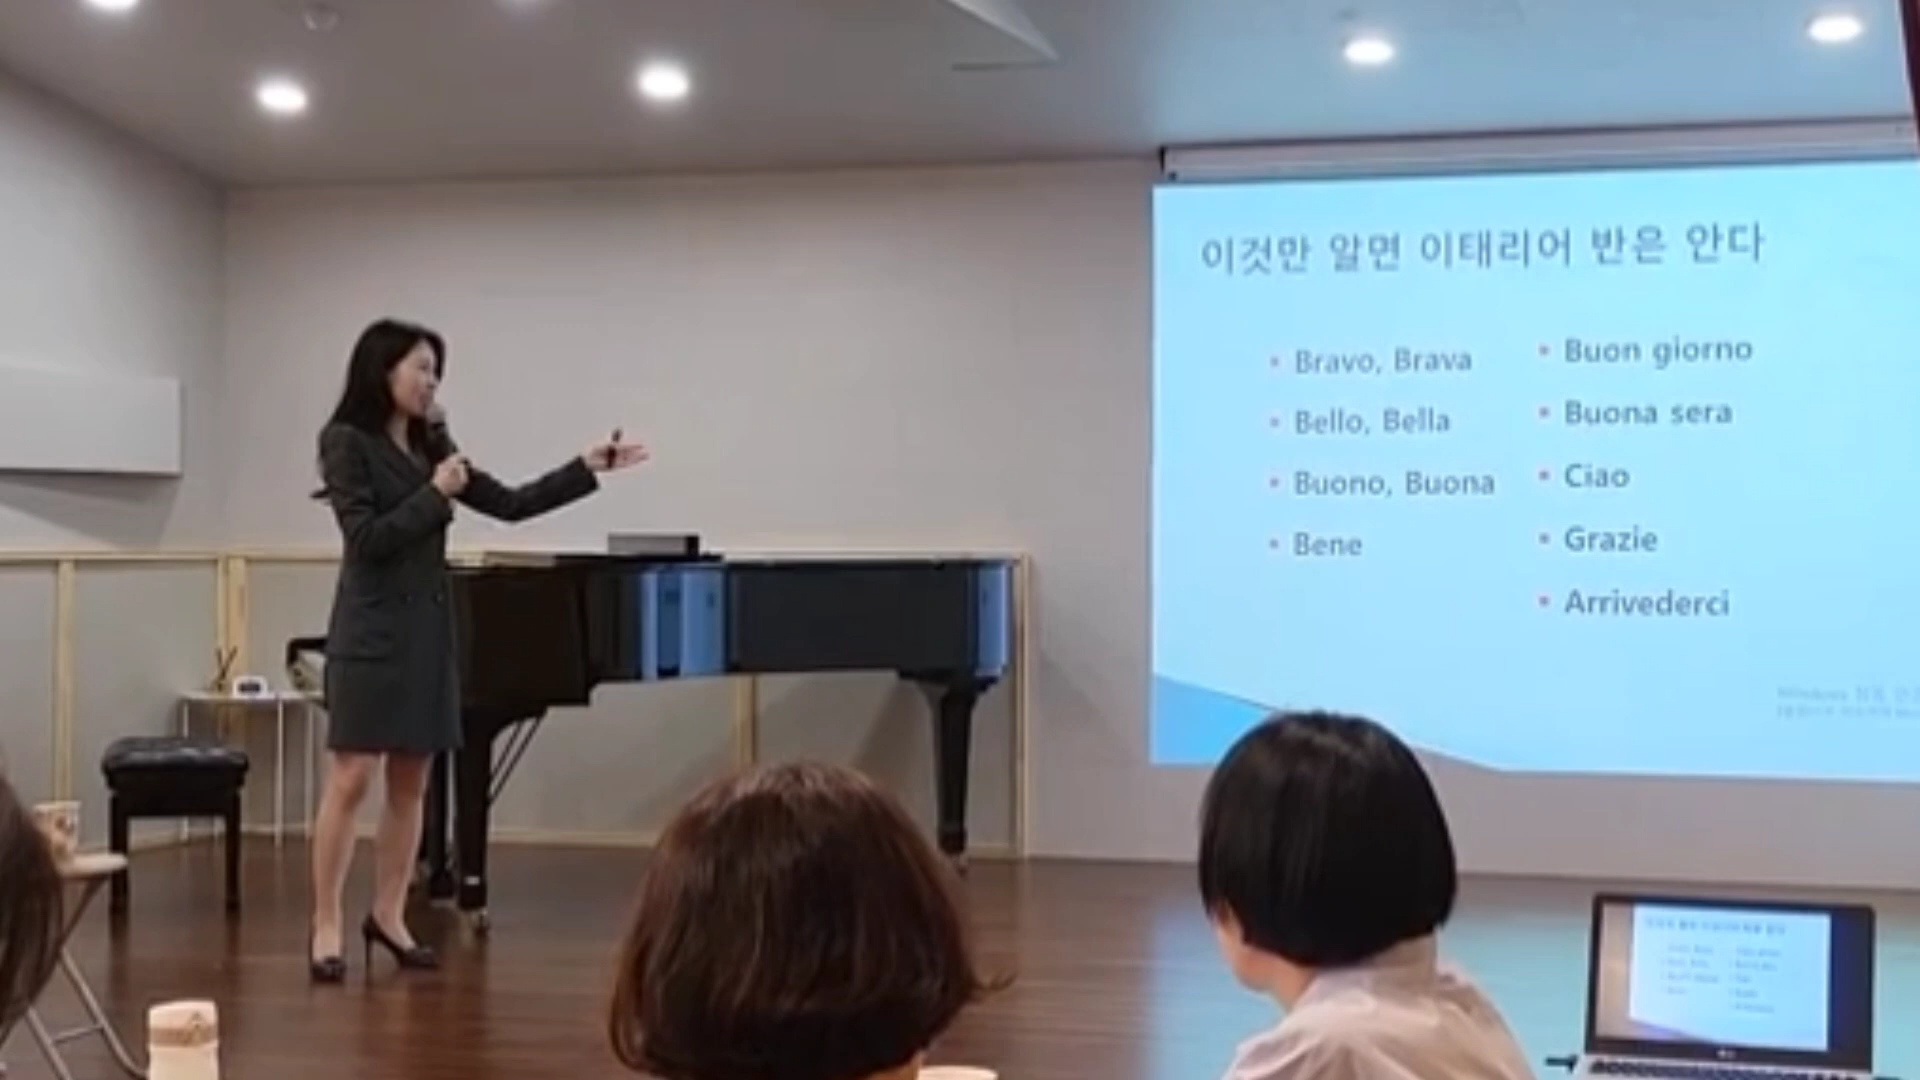 이것만 알면 이태리어 반은 안다
Bravo, Brava
Bello, Bella
Buono, Buona
Bene
Buon giorno
Buona sera
Ciao
Grazie
Arrivederci
Windows